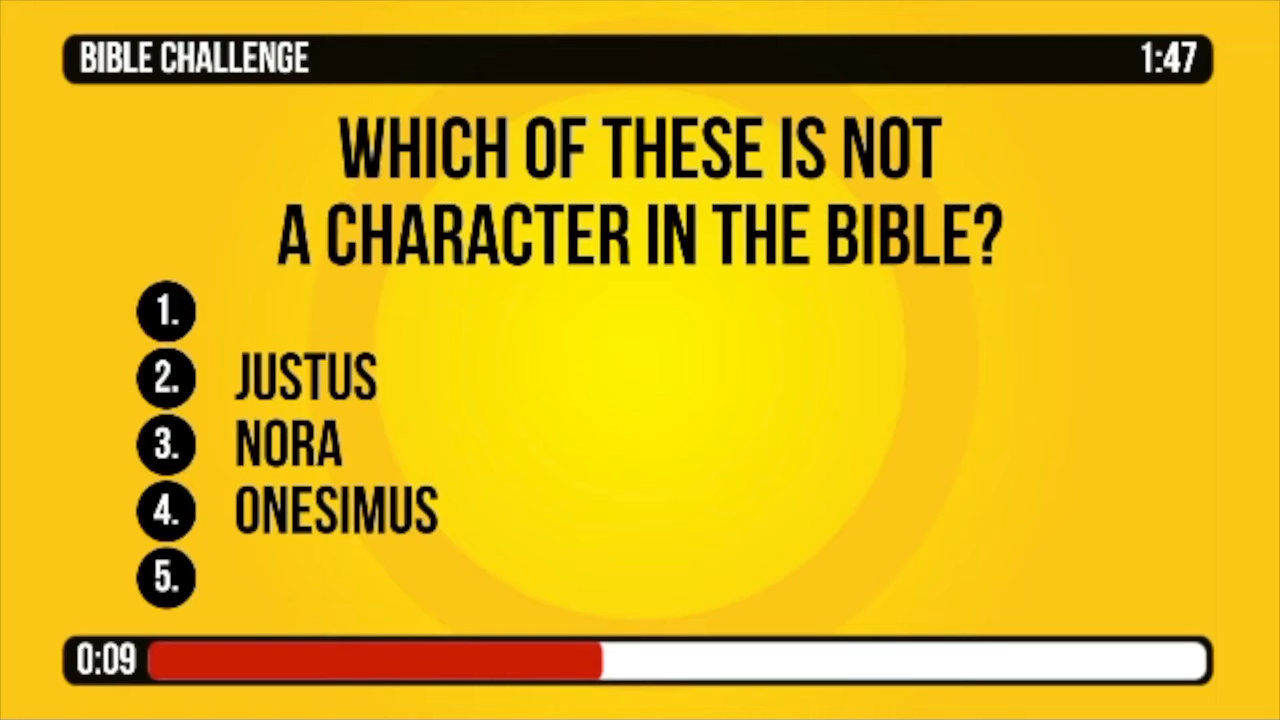 BIBLE CHALLENGE 1:47
WHICH OF THESE IS NOT
A CHARACTER IN THE BIBLE?
1.
2. JUSTUS
3. NORA
4. ONESIMUS
5.
0:09